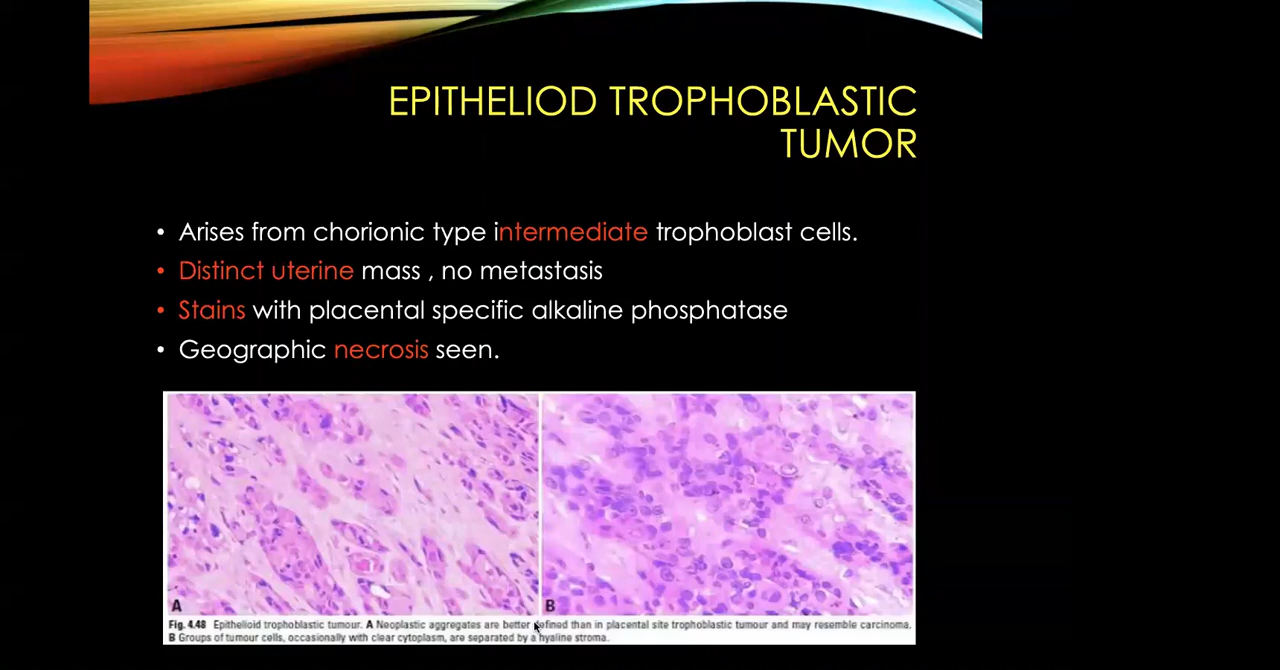 EPITHELIOD TROPHOBLASTIC
TUMOR
• Arises from chorionic type intermediate trophoblast cells.
• Distinct uterine mass , no metastasis
• Stains with placental specific alkaline phosphatase
• Geographic necrosis seen.
A
B
Fig. 4.48 Epithelioid trophoblastic tumour. A Neoplastic aggregates are better defined than in placental site trophoblastic tumour and may resemble carcinoma.
B Groups of tumour cells, occasionally with clear cytoplasm, are separated by a hyaline stroma.